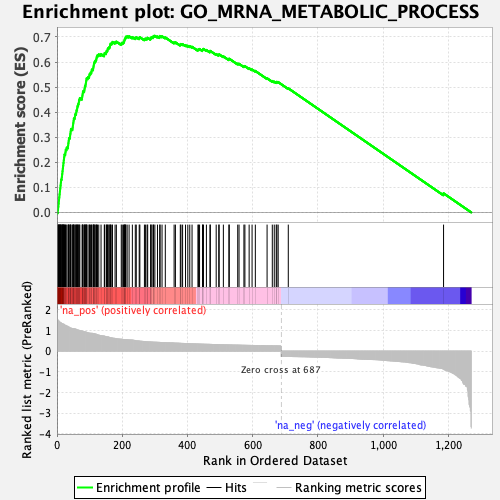 Enrichment plot: GO_MRNA_METABOLIC_PROCESS
Enrichment score (ES)
0.7
0.6
0.5
0.4
0.3
0.2
0.1
0.0
'na_pos' (positively correlated)
Ranked list metric (PreRanked)
2
1
0
-1
-2
-3
-4
Zero cross at 687
'na_neg' (negatively correlated)
0
200
400
600
800
1,000
1,200
Rank in Ordered Dataset
Enrichment profile
Hits
Ranking metric scores